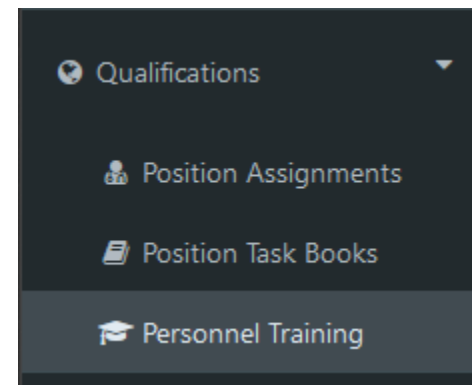 Qualifications
Position Assignments
Position Task Books
Personnel Training